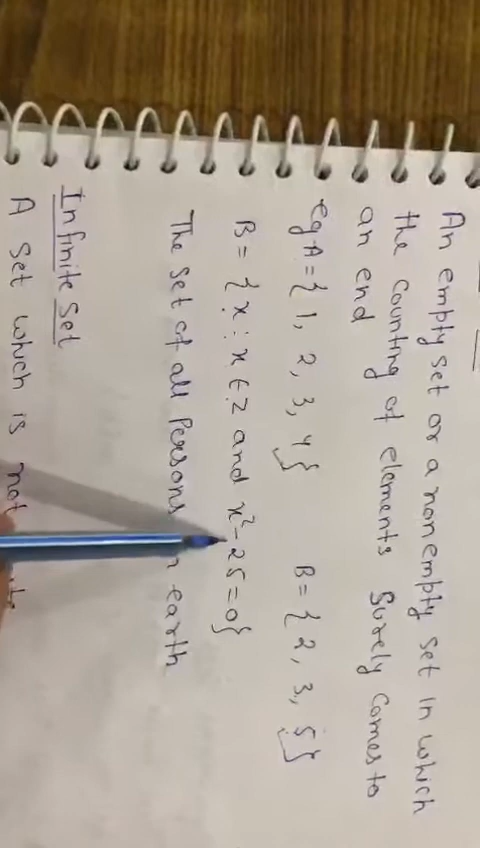 An empty set or a nonempty set in which
the counting of elements Surely comes to
an end
eg A = {1, 2, 3, 4} B = {2, 3, 5}
B = {x : x ∈ Z and x² - 25 = 0}
The set of all Persons earth
Infinite Set
A set which is not